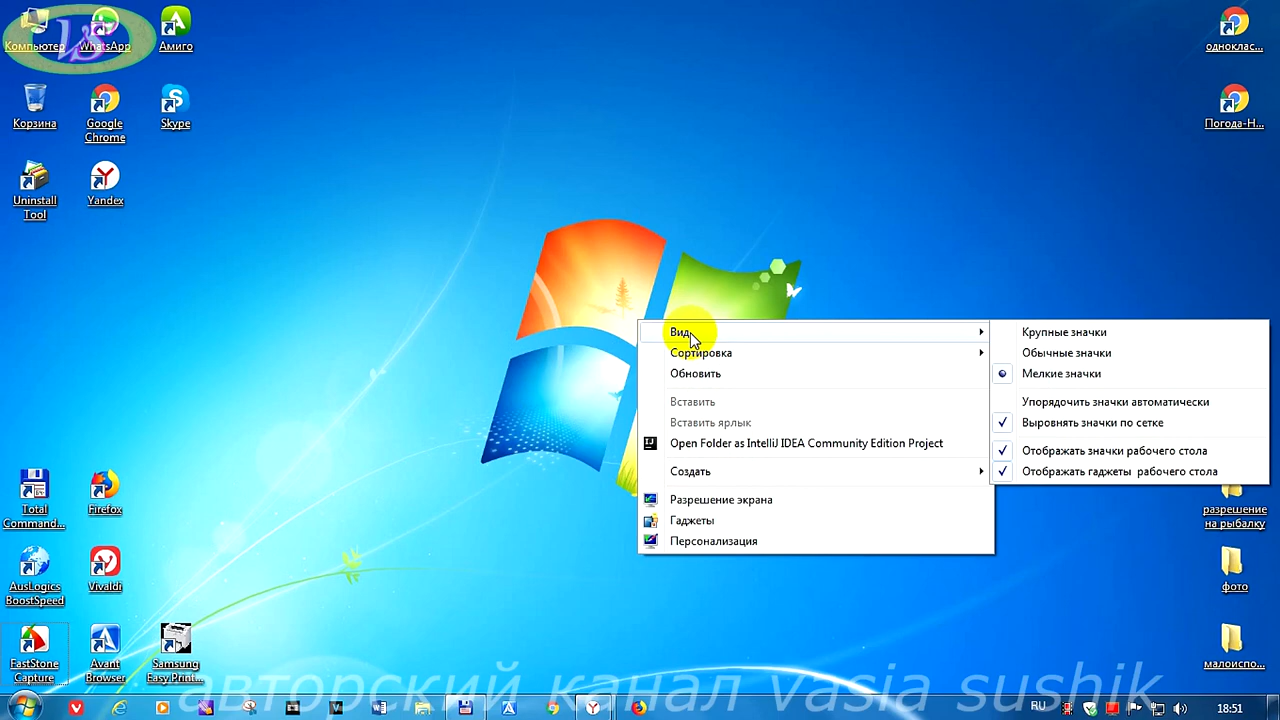 Компьютер
WhatsApp
Амиго
Корзина
Google
Chrome
Skype
Uninstall
Tool
Yandex
Total
Command...
Firefox
AusLogics
BoostSpeed
Vivaldi
FastStone
Capture
Avant
Browser
Samsung
Easy Print...
Вид
Сортировка
Обновить
Вставить
Вставить ярлык
Open Folder as IntelliJ IDEA Community Edition Project
Создать
Разрешение экрана
Гаджеты
Персонализация
Крупные значки
Обычные значки
Мелкие значки
Упорядочить значки автоматически
Выровнять значки по сетке
Отображать значки рабочего стола
Отображать гаджеты рабочего стола
одноклас...
Погода-Н...
разрешение
на рыбалку
фото
малоиспо...
авторский канал vasia sushik
RU
18:51